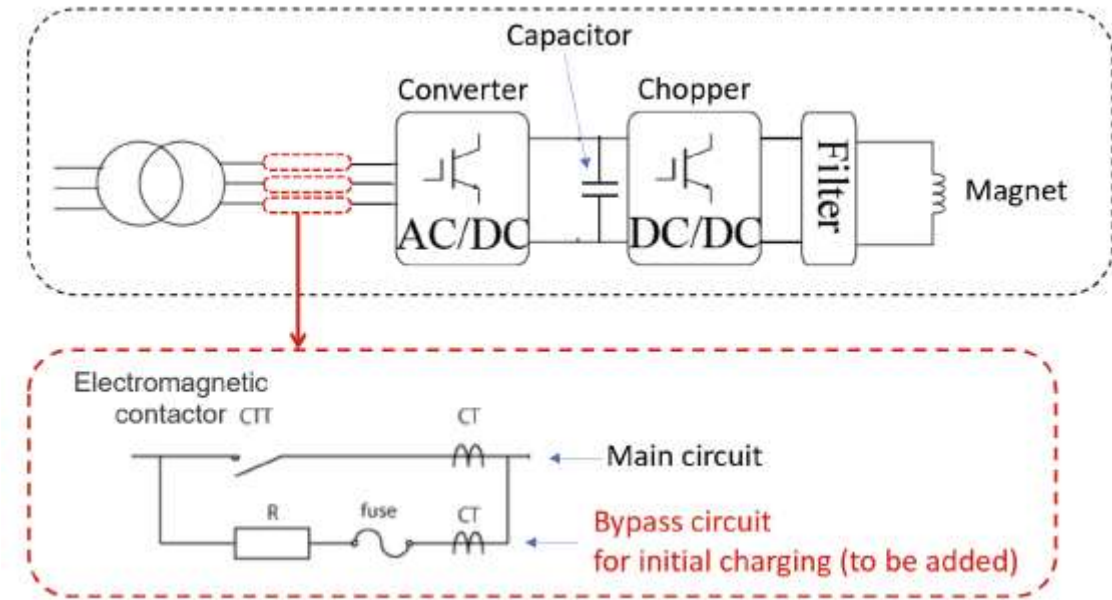 Capacitor
Converter
Chopper
AC/DC
DC/DC
Filter
Magnet
Electromagnetic
contactor CTT
CT
Main circuit
R
fuse
CT
Bypass circuit
for initial charging (to be added)